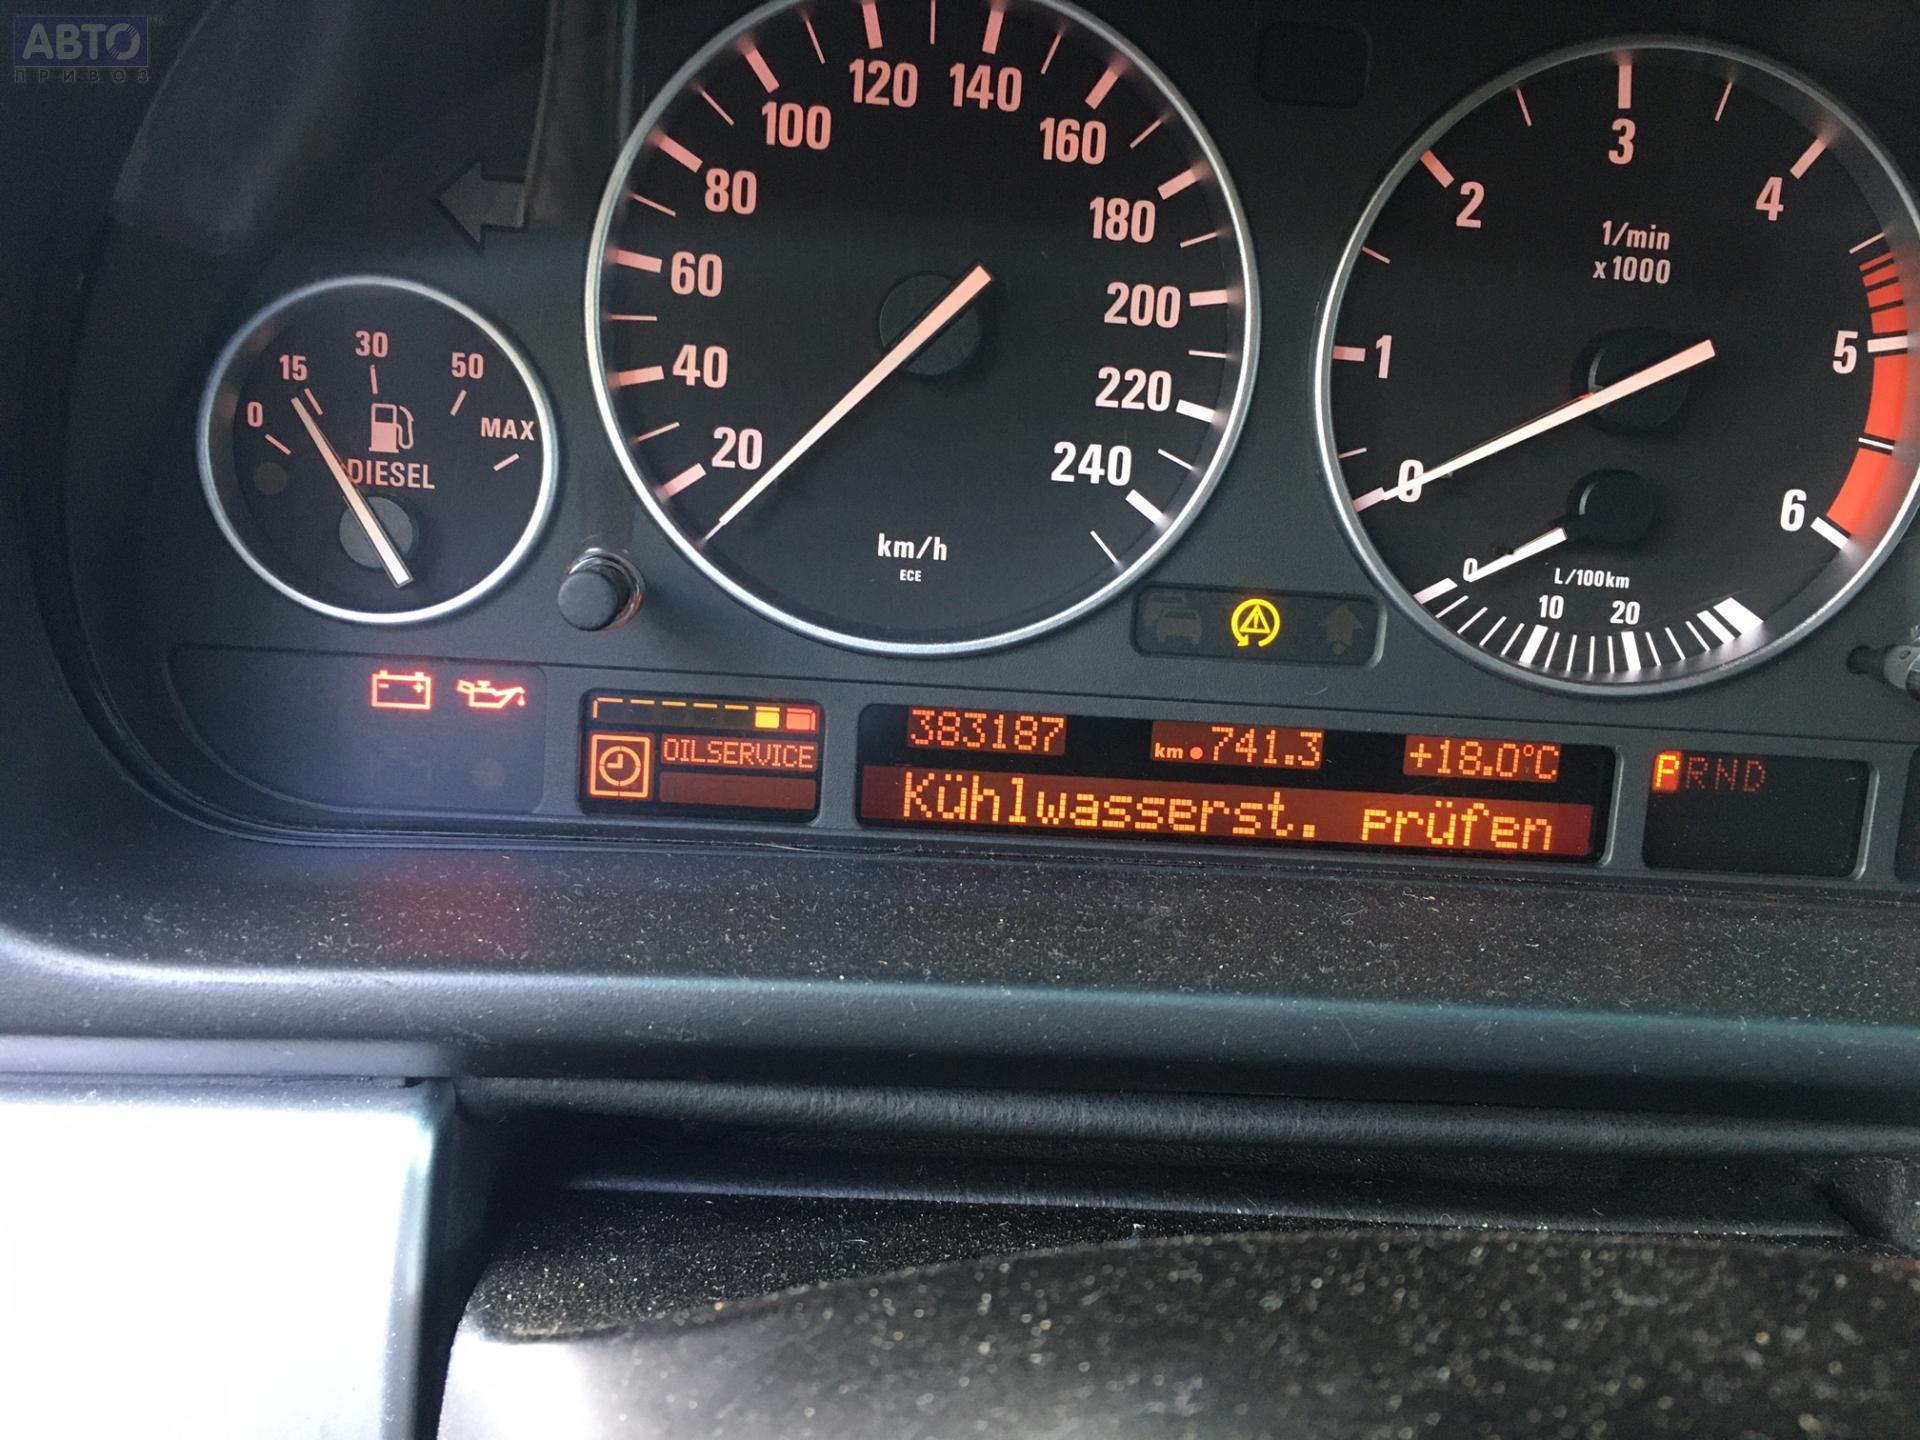 АВТО
ПРИВОЗ
0
15
30
50
MAX
DIESEL
20
40
60
80
100
120
140
160
180
200
220
240
km/h
ECE
0
1
2
3
4
5
6
1/min
x1000
0
10
20
L/100km
OILSERVICE
383187
km 741.3
+18.0°C
Kühlwasserst. prüfen
PRND